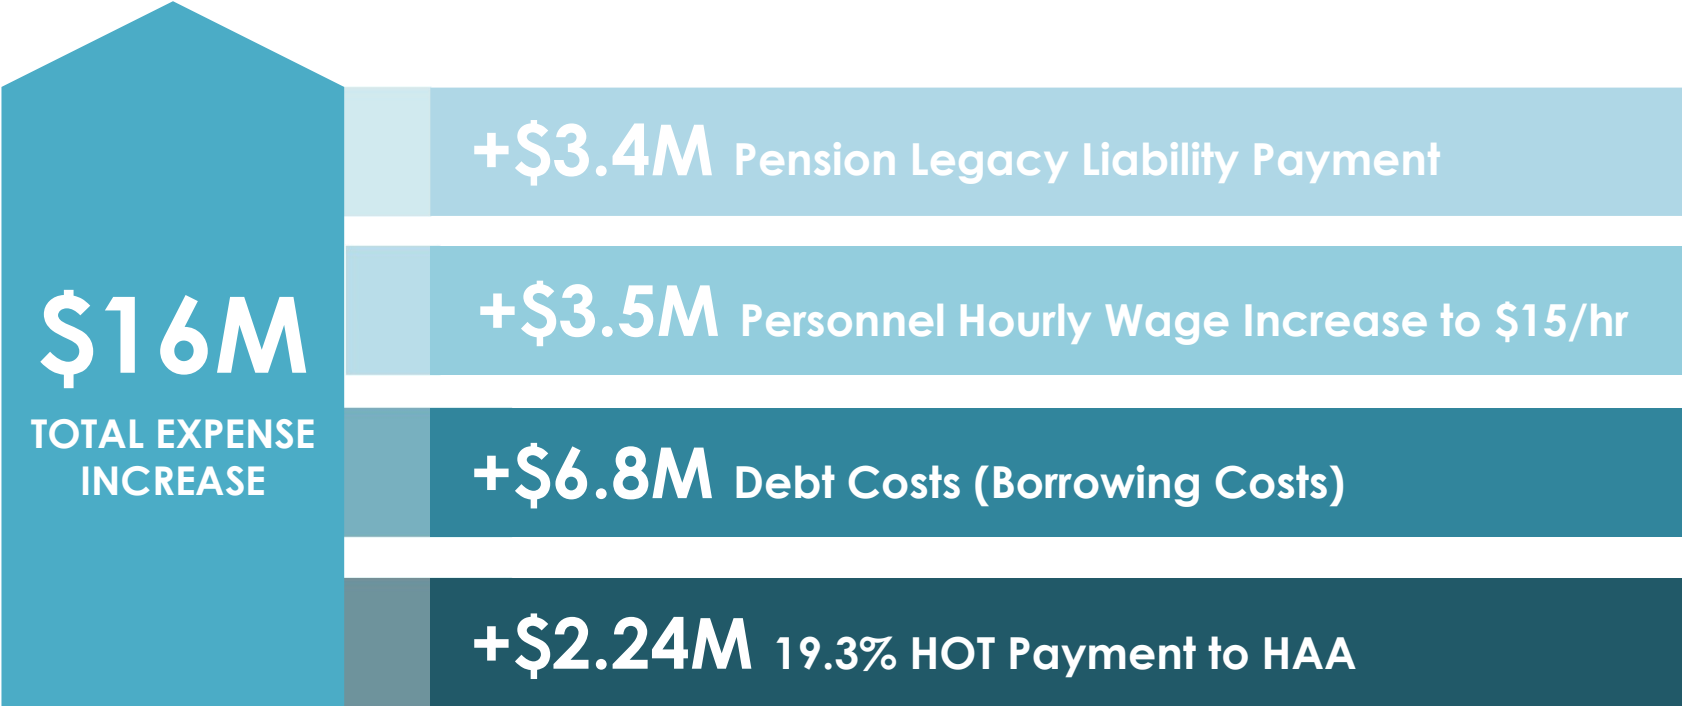 $16M
TOTAL EXPENSE
INCREASE
+$3.4M Pension Legacy Liability Payment
+$3.5M Personnel Hourly Wage Increase to $15/hr
+$6.8M Debt Costs (Borrowing Costs)
+$2.24M 19.3% HOT Payment to HAA